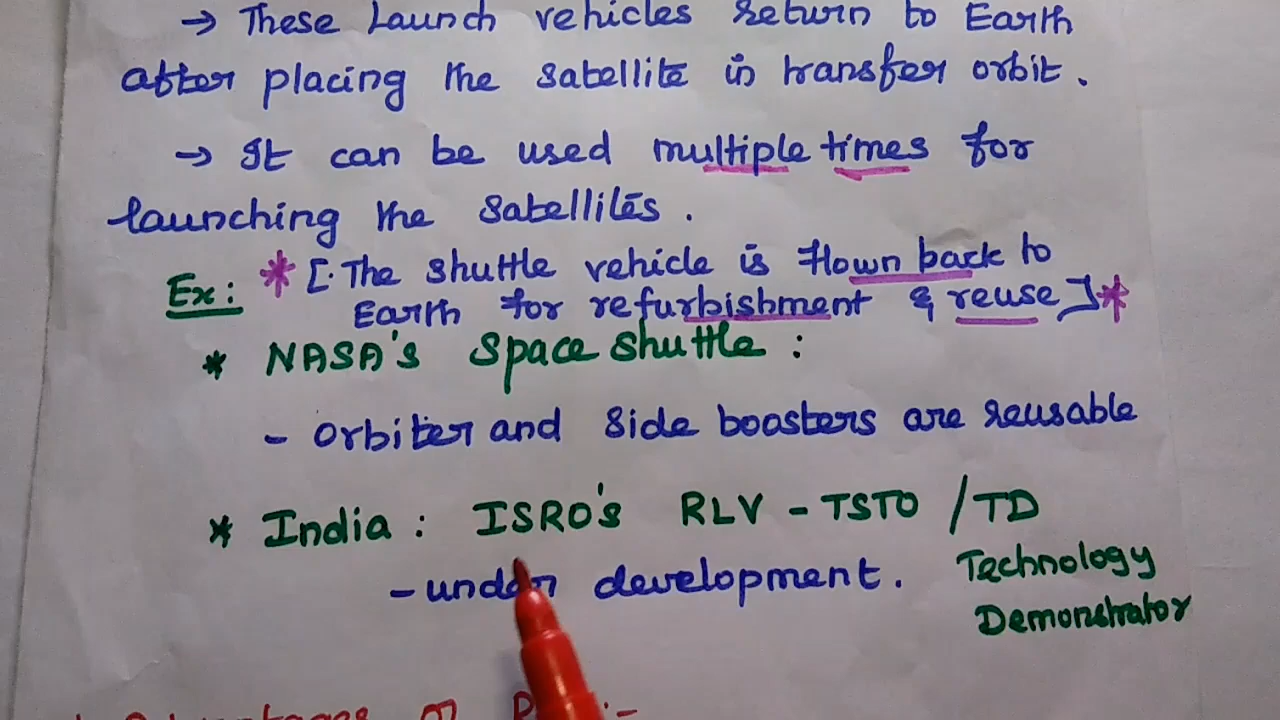 → These Launch vehicles return to Earth
after placing the satellite in transfer orbit.
→ It can be used multiple times for
launching the satellites.
Ex: * [. The shuttle vehicle is flown back to
Earth for refurbishment & reuse ]*
* NASA's Space Shuttle :
- orbiter and side boasters are reusable
* India : ISRO's RLV - TSTO / TD
- under development. Technology
Demonstrator